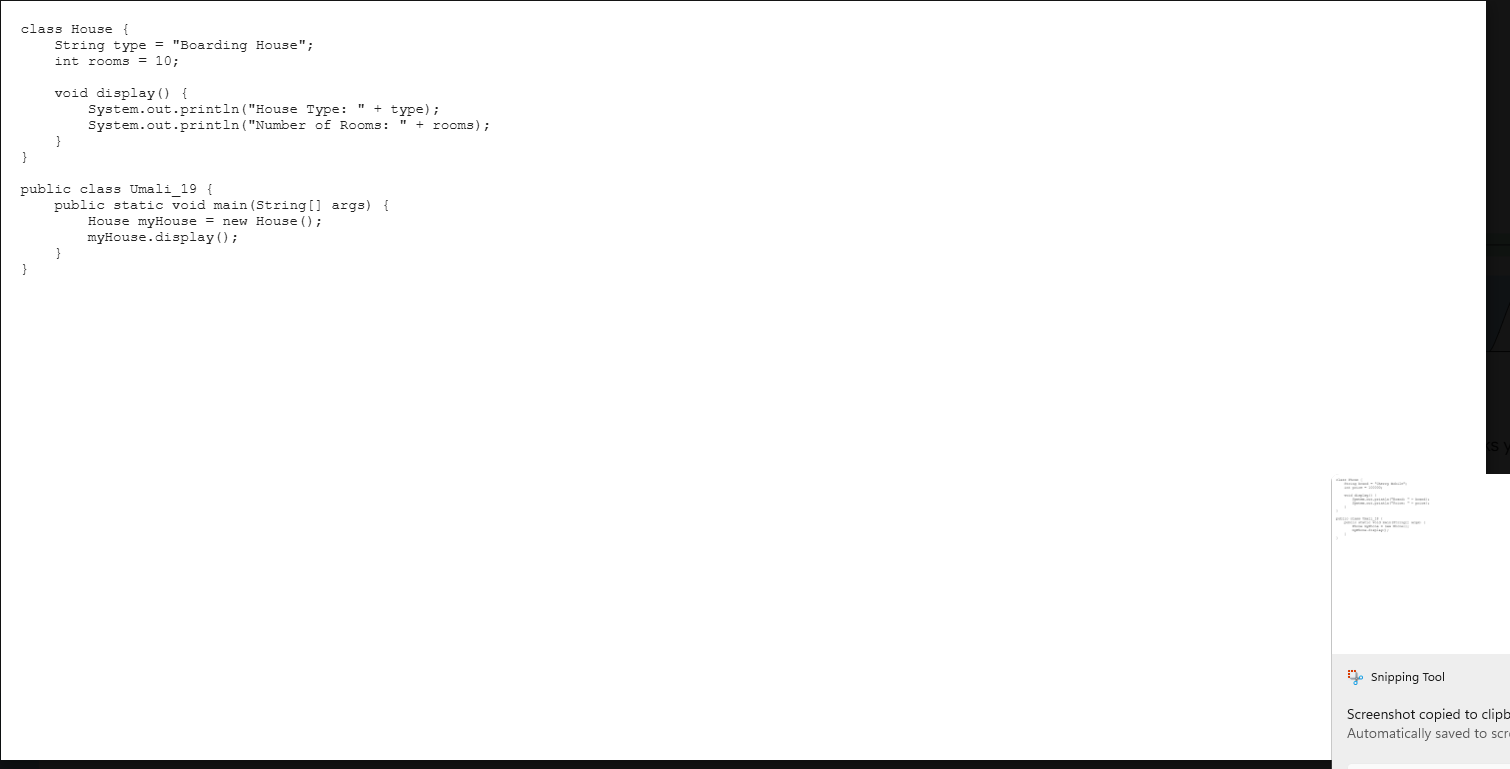 class House {
    String type = "Boarding House";
    int rooms = 10;

    void display() {
        System.out.println("House Type: " + type);
        System.out.println("Number of Rooms: " + rooms);
    }
}

public class Umali_19 {
    public static void main(String[] args) {
        House myHouse = new House();
        myHouse.display();
    }
}
Snipping Tool
Screenshot copied to clipb
Automatically saved to scr